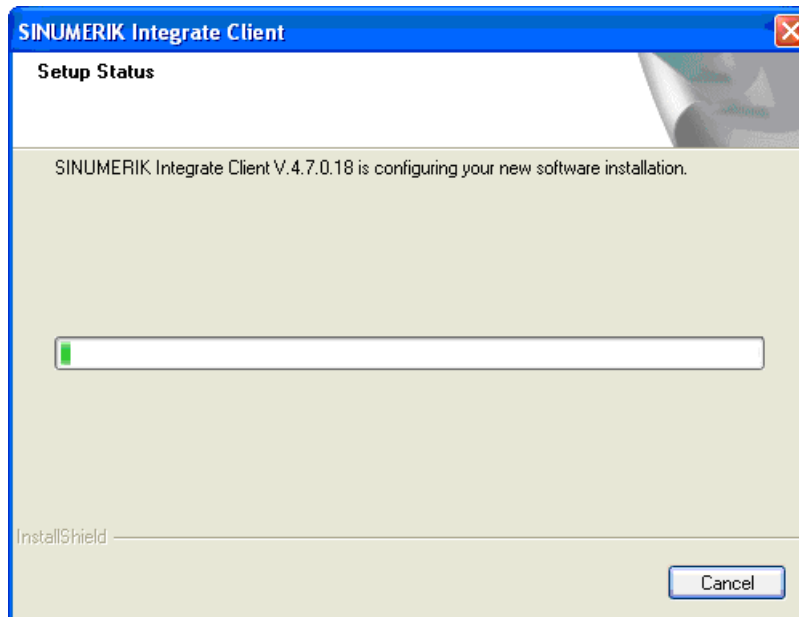 SINUMERIK Integrate Client
Setup Status
SINUMERIK Integrate Client V.4.7.0.18 is configuring your new software installation.
InstallShield
Cancel